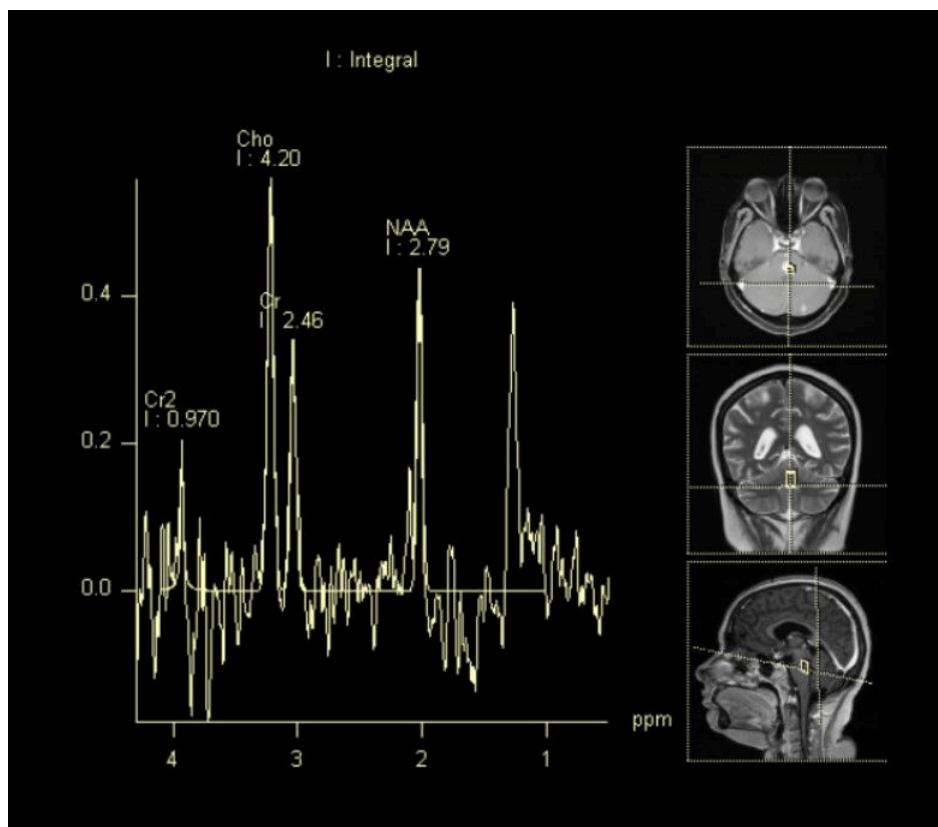 I : Integral
Cho
I : 4.20
NAA
I : 2.79
0.4
Cr
I 2.46
Cr2
I : 0.970
0.2
0.0
ppm
4 3 2 1